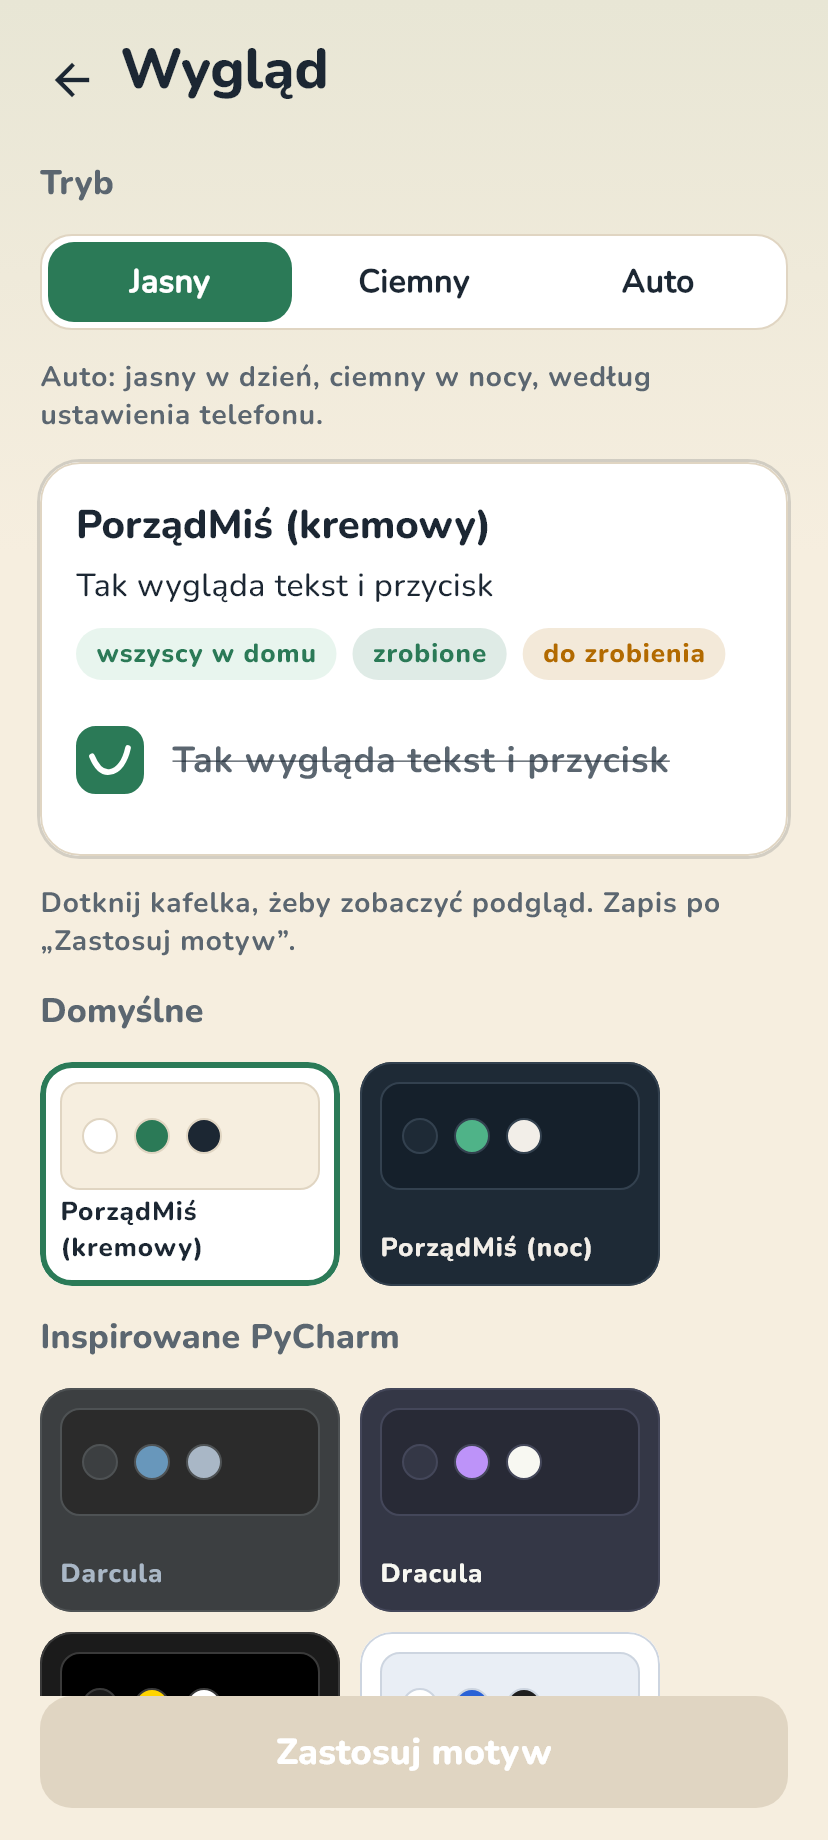 Wygląd
Tryb
Jasny
Ciemny
Auto
Auto: jasny w dzień, ciemny w nocy, według
ustawienia telefonu.
PorządMiś (kremowy)
Tak wygląda tekst i przycisk
wszyscy w domu
zrobione
do zrobienia
Tak wygląda tekst i przycisk
Dotknij kafelka, żeby zobaczyć podgląd. Zapis po
„Zastosuj motyw”.
Domyślne
PorządMiś
(kremowy)
PorządMiś (noc)
Inspirowane PyCharm
Darcula
Dracula
Zastosuj motyw